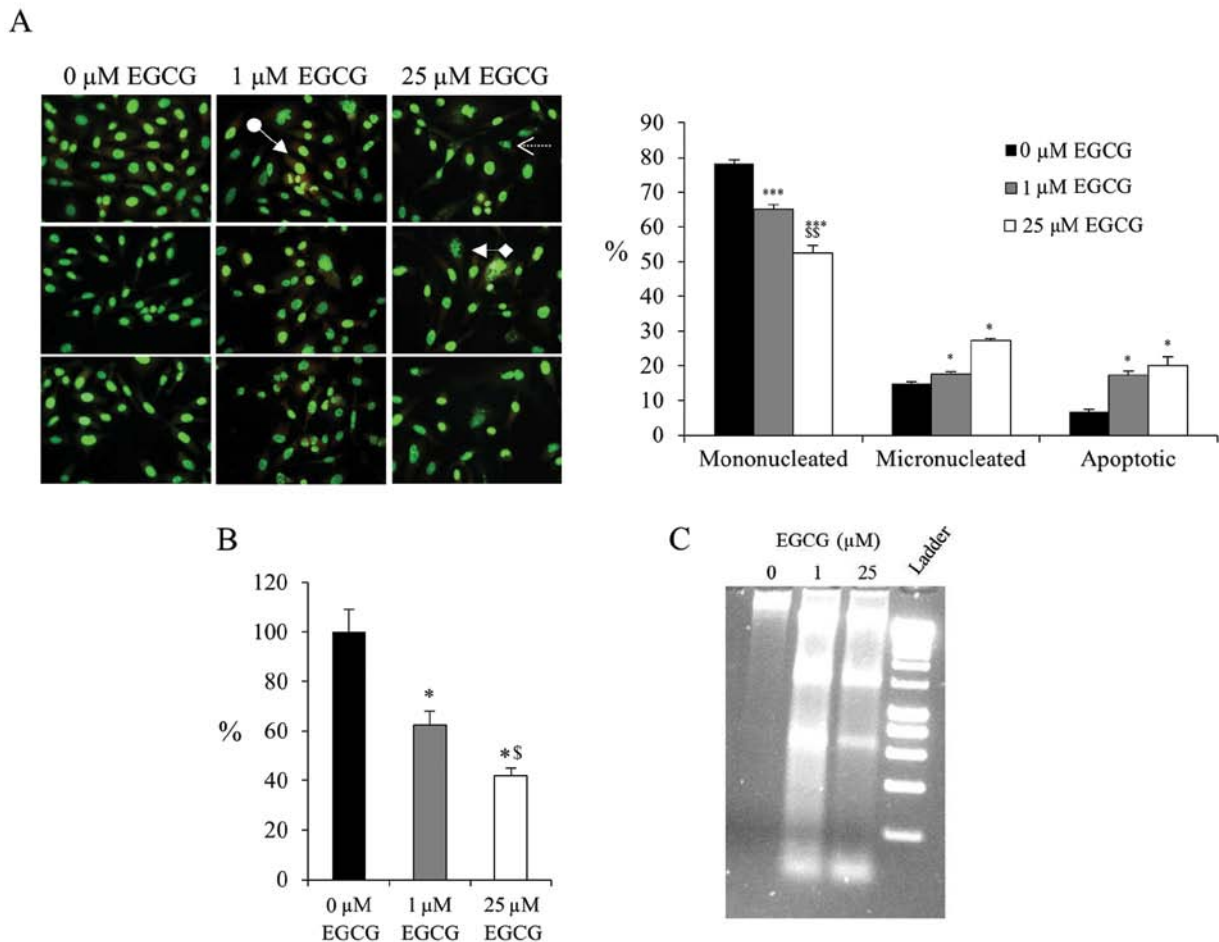 A
0 µM EGCG 1 µM EGCG 25 µM EGCG
90
80
70
60
50
40
30
20
10
0
%
0 µM EGCG
1 µM EGCG
25 µM EGCG
***
***
$$
*
*
*
*
Mononucleated Micronucleated Apoptotic
B
120
100
80
60
40
20
0
%
*
*$
0 µM EGCG
1 µM EGCG
25 µM EGCG
C
EGCG (µM)
0 1 25 Ladder